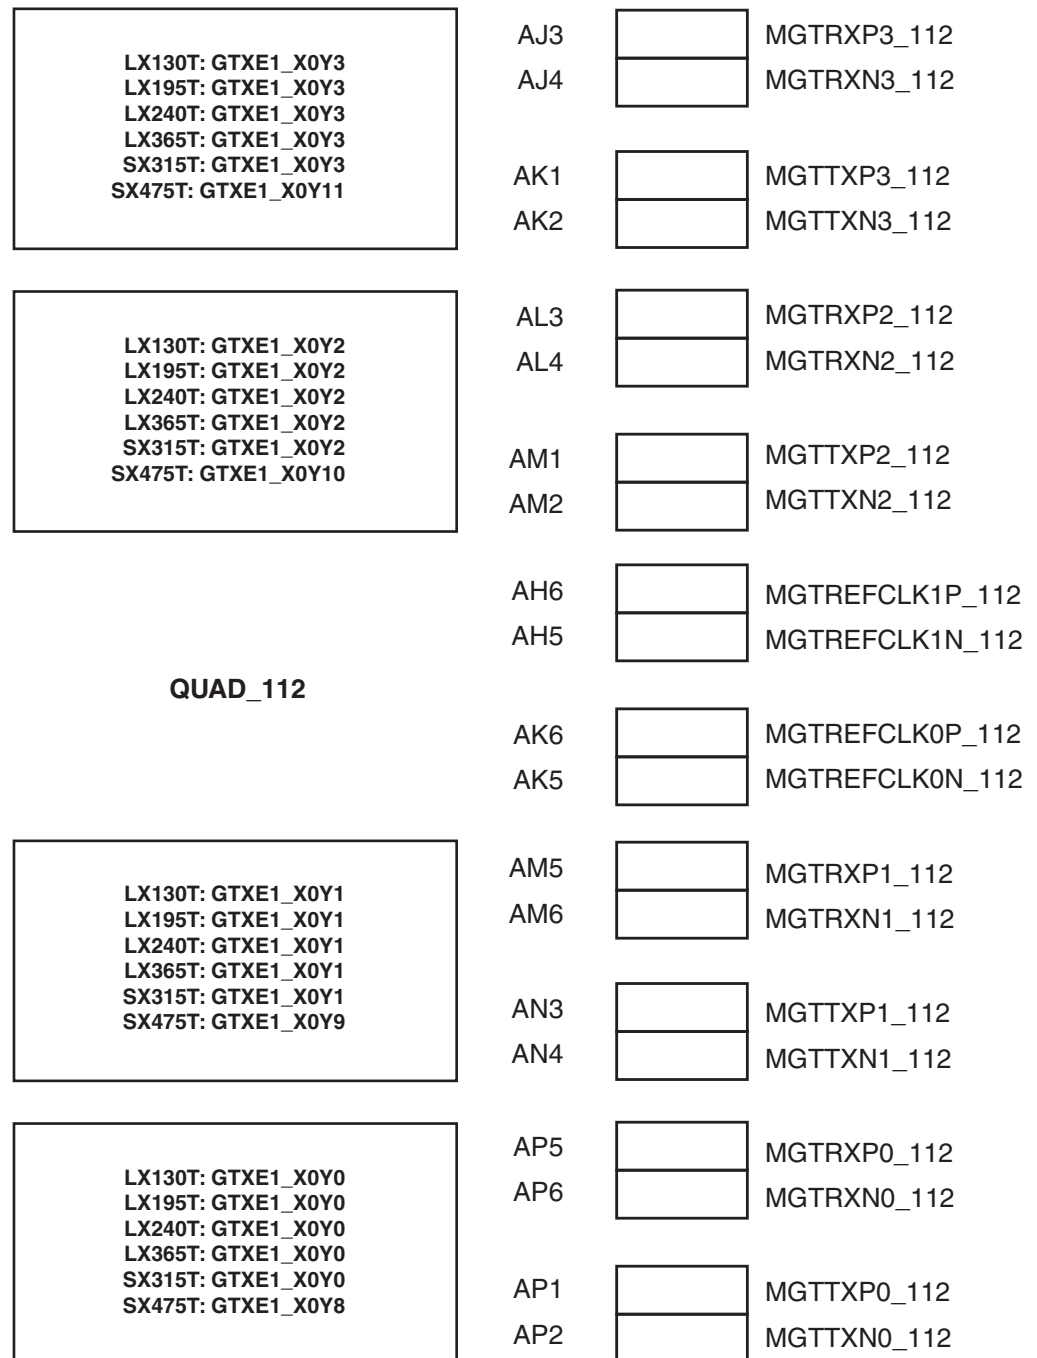 LX130T: GTXE1_X0Y3
LX195T: GTXE1_X0Y3
LX240T: GTXE1_X0Y3
LX365T: GTXE1_X0Y3
SX315T: GTXE1_X0Y3
SX475T: GTXE1_X0Y11
AJ3 MGTRXP3_112
AJ4 MGTRXN3_112
AK1 MGTTXP3_112
AK2 MGTTXN3_112
LX130T: GTXE1_X0Y2
LX195T: GTXE1_X0Y2
LX240T: GTXE1_X0Y2
LX365T: GTXE1_X0Y2
SX315T: GTXE1_X0Y2
SX475T: GTXE1_X0Y10
AL3 MGTRXP2_112
AL4 MGTRXN2_112
AM1 MGTTXP2_112
AM2 MGTTXN2_112
QUAD_112
AH6 MGTREFCLK1P_112
AH5 MGTREFCLK1N_112
AK6 MGTREFCLK0P_112
AK5 MGTREFCLK0N_112
LX130T: GTXE1_X0Y1
LX195T: GTXE1_X0Y1
LX240T: GTXE1_X0Y1
LX365T: GTXE1_X0Y1
SX315T: GTXE1_X0Y1
SX475T: GTXE1_X0Y9
AM5 MGTRXP1_112
AM6 MGTRXN1_112
AN3 MGTTXP1_112
AN4 MGTTXN1_112
LX130T: GTXE1_X0Y0
LX195T: GTXE1_X0Y0
LX240T: GTXE1_X0Y0
LX365T: GTXE1_X0Y0
SX315T: GTXE1_X0Y0
SX475T: GTXE1_X0Y8
AP5 MGTRXP0_112
AP6 MGTRXN0_112
AP1 MGTTXP0_112
AP2 MGTTXN0_112